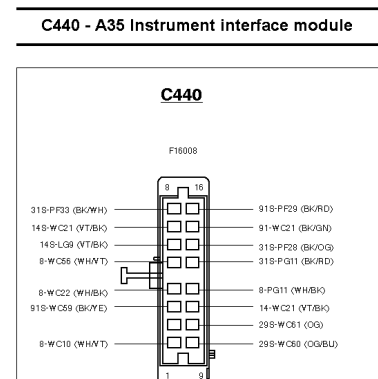 C440 - A35 Instrument interface module
C440
F16008
8 16
31S-PF33 (BK/WH) 91S-PF29 (BK/RD)
14S-WC21 (VT/BK) 91-WC21 (BK/GN)
14S-LG9 (VT/BK) 31S-PF28 (BK/OG)
8-WC56 (WH/VT) 31S-PG11 (BK/RD)
8-WC22 (WH/BK) 8-PG11 (WH/BK)
91S-WC59 (BK/YE) 14-WC21 (VT/BK)
29S-WC61 (OG)
8-WC10 (WH/VT) 29S-WC60 (OG/BU)
1 9